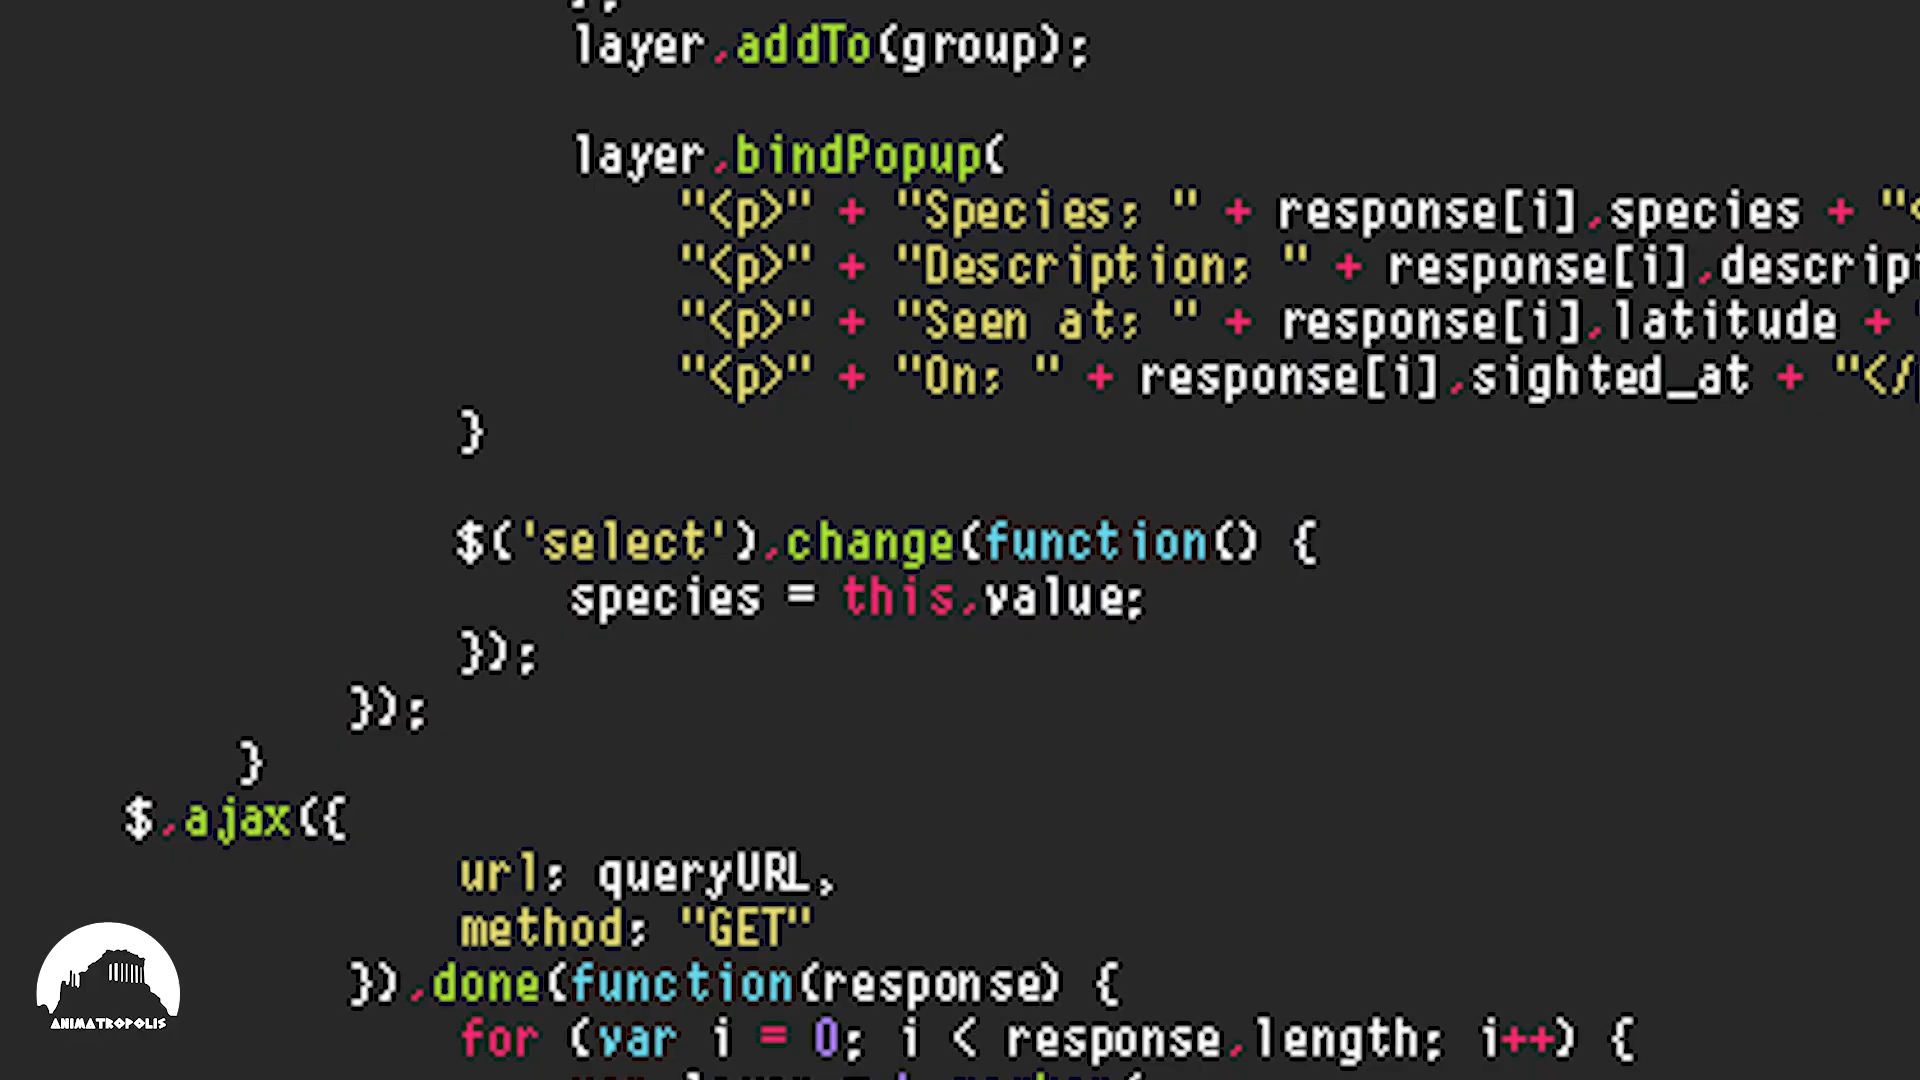 layer.addTo(group);
layer.bindPopup(
"<p>" + "Species: " + response[i].species + "<
"<p>" + "Description: " + response[i].descrip
"<p>" + "Seen at: " + response[i].latitude +
"<p>" + "On: " + response[i].sighted_at + "</
}
$('select').change(function() {
species = this.value;
});
});
}
$.ajax({
url: queryURL,
method: "GET"
}).done(function(response) {
for (var i = 0; i < response.length; i++) {
ANIMATROPOLIS